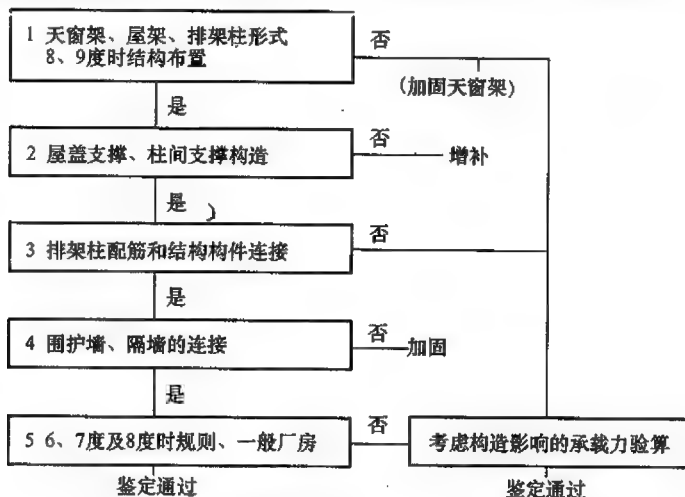 1 天窗架、屋架、排架柱形式
8、9度时结构布置
否
(加固天窗架)
是
2 屋盖支撑、柱间支撑构造
否
增补
是
3 排架柱配筋和结构构件连接
否
是
4 围护墙、隔墙的连接
否
加固
是
5 6、7度及8度时规则、一般厂房
否
考虑构造影响的承载力验算
鉴定通过
鉴定通过